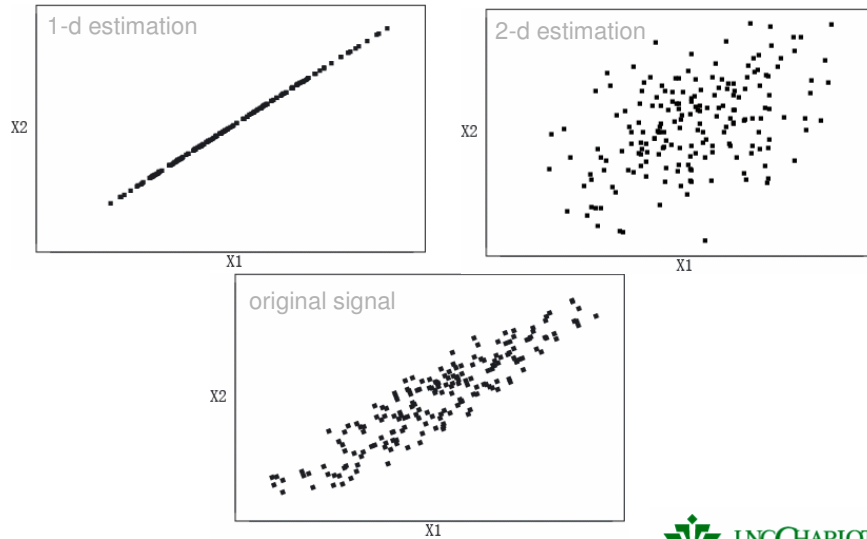 1-d estimation
X2
X1
2-d estimation
X2
X1
original signal
X2
X1